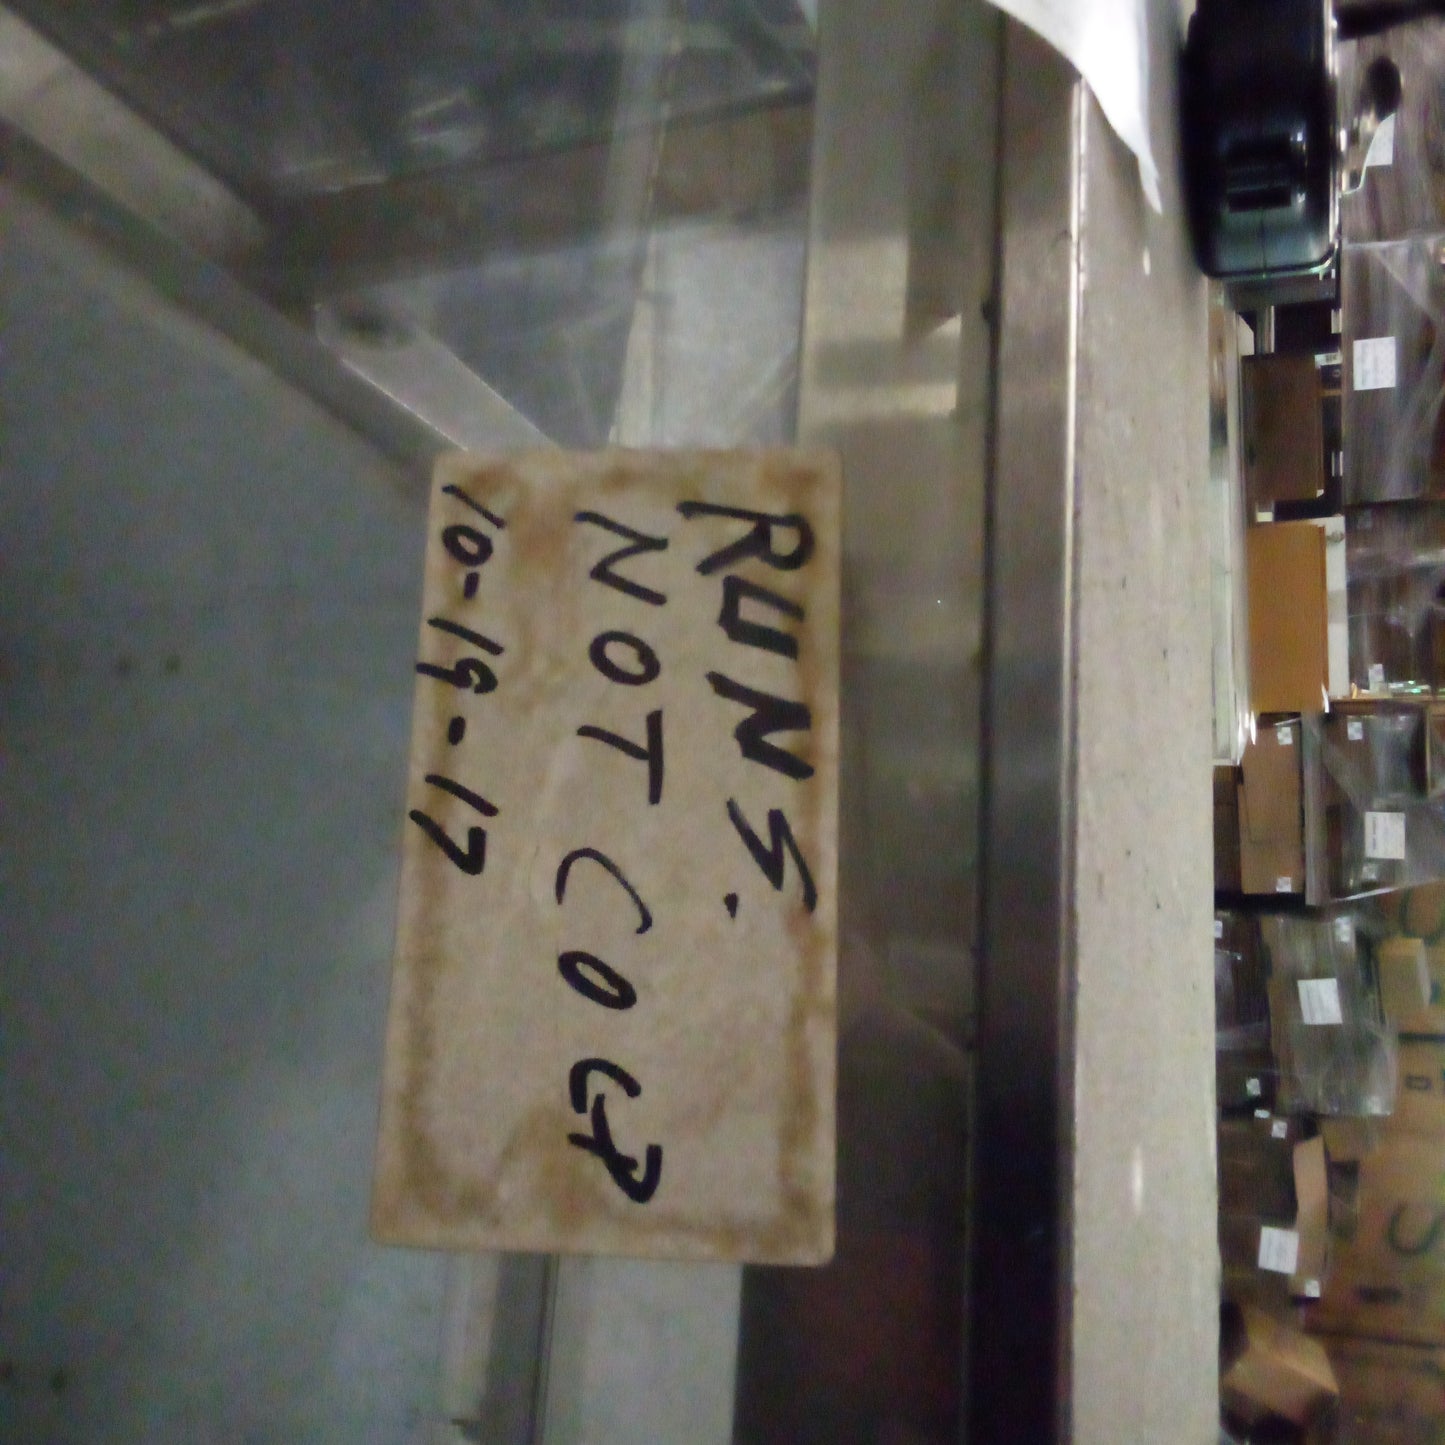 RUNS.
NOT COLD
10-19-17